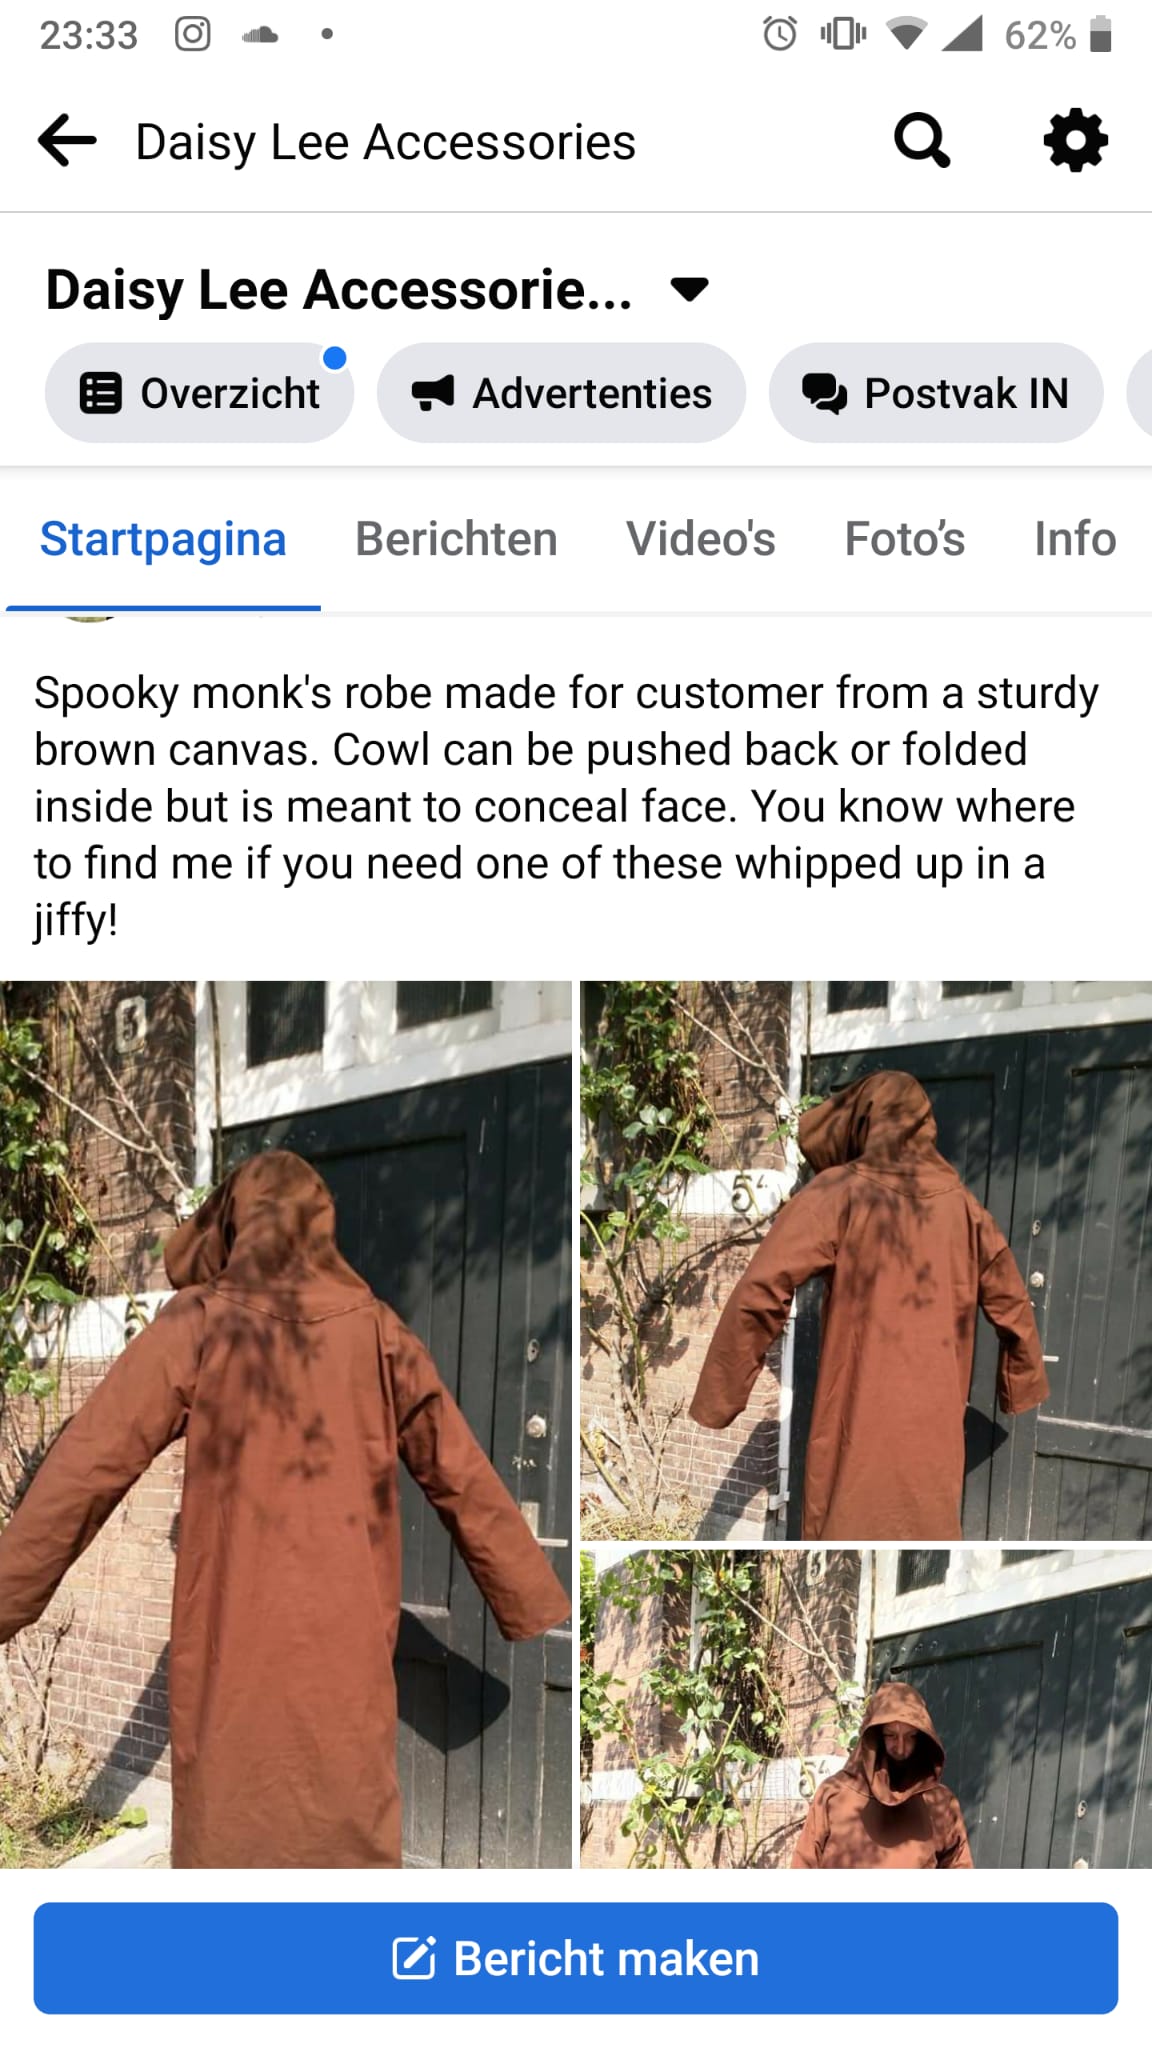 23:33
62%
Daisy Lee Accessories
Daisy Lee Accessorie...
Overzicht
Advertenties
Postvak IN
Startpagina
Berichten
Video's
Foto’s
Info
Spooky monk's robe made for customer from a sturdy
brown canvas. Cowl can be pushed back or folded
inside but is meant to conceal face. You know where
to find me if you need one of these whipped up in a
jiffy!
Bericht maken